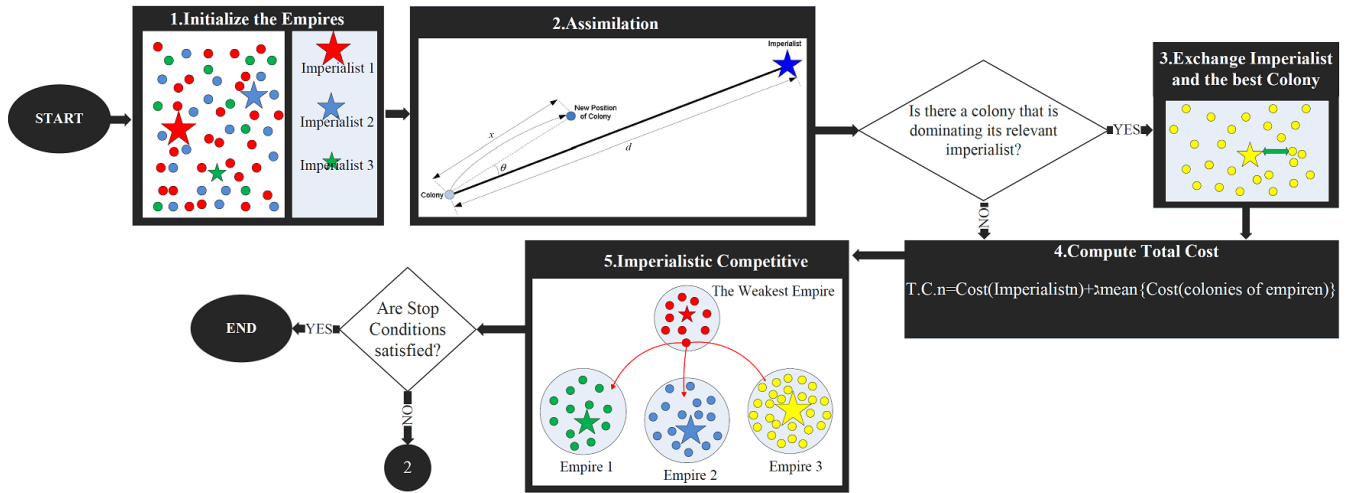 START
1.Initialize the Empires
Imperialist 1
Imperialist 2
Imperialist 3
2.Assimilation
Imperialist
New Position
of Colony
x
θ
d
Colony
Is there a colony that is
dominating its relevant
imperialist?
YES
NO
3.Exchange Imperialist
and the best Colony
4.Compute Total Cost
T.C.n=Cost(Imperialistn)+גmean{Cost(colonies of empiren)}
5.Imperialistic Competitive
The Weakest Empire
Empire 1
Empire 2
Empire 3
Are Stop
Conditions
satisfied?
YES
END
NO
2